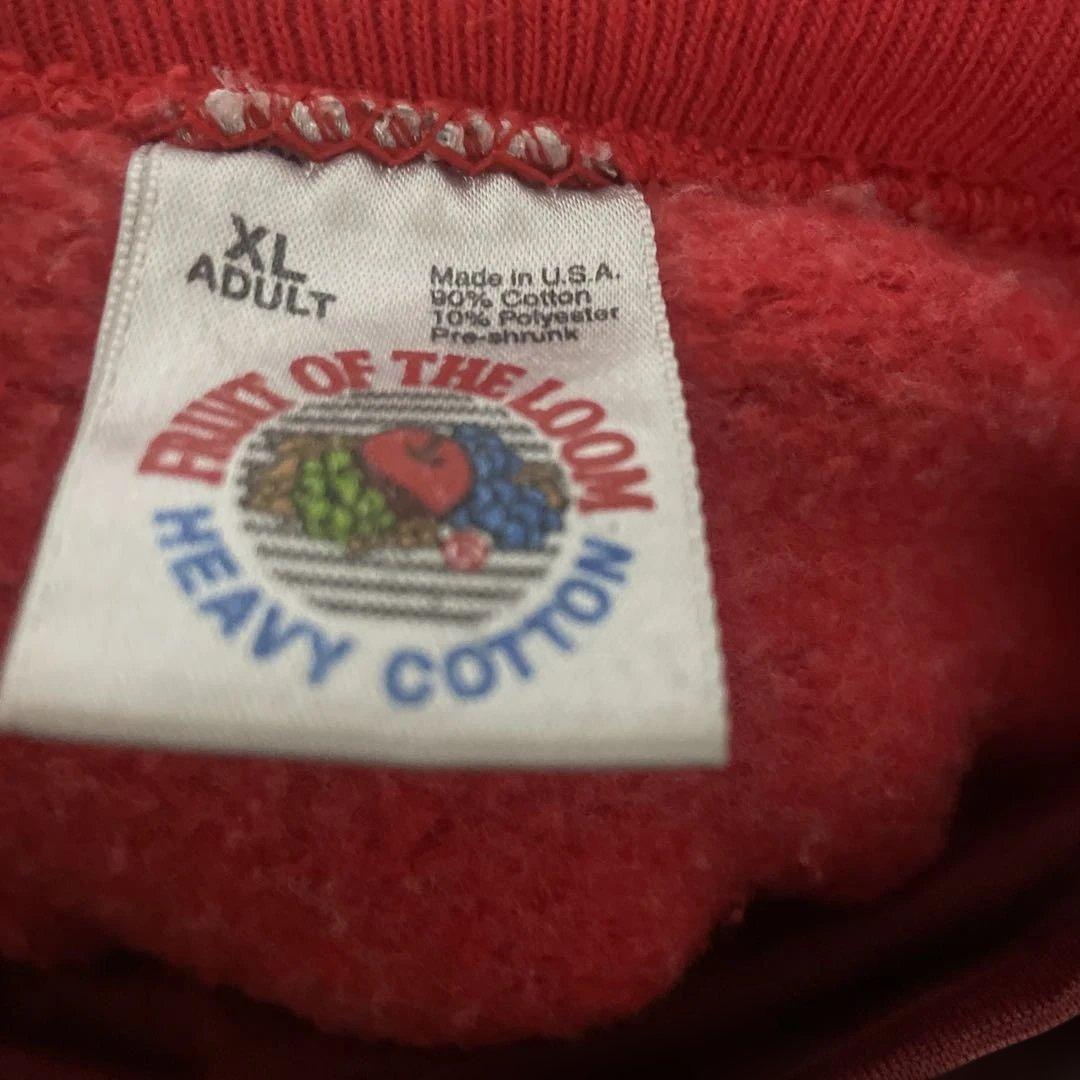 XL
ADULT
Made in U.S.A.
90% Cotton
10% Polyester
Pre-shrunk
FRUIT OF THE LOOM
HEAVY COTTON